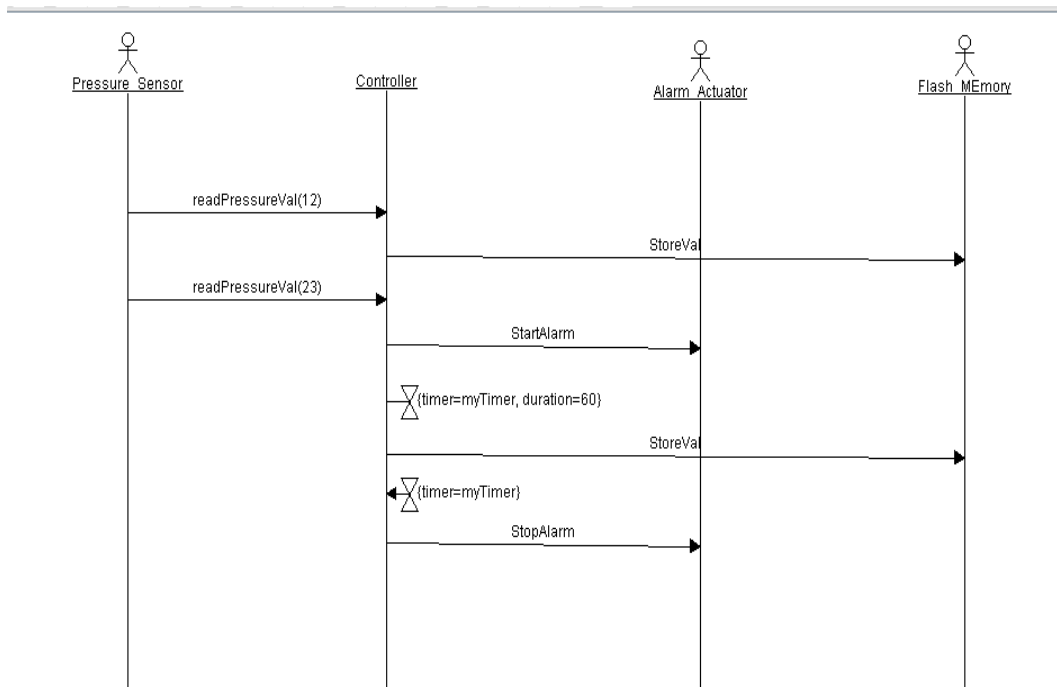 Pressure_Sensor
Controller
Alarm_Actuator
Flash_MEmory
readPressureVal(12)
StoreVal
readPressureVal(23)
StartAlarm
{timer=myTimer, duration=60}
StoreVal
{timer=myTimer}
StopAlarm